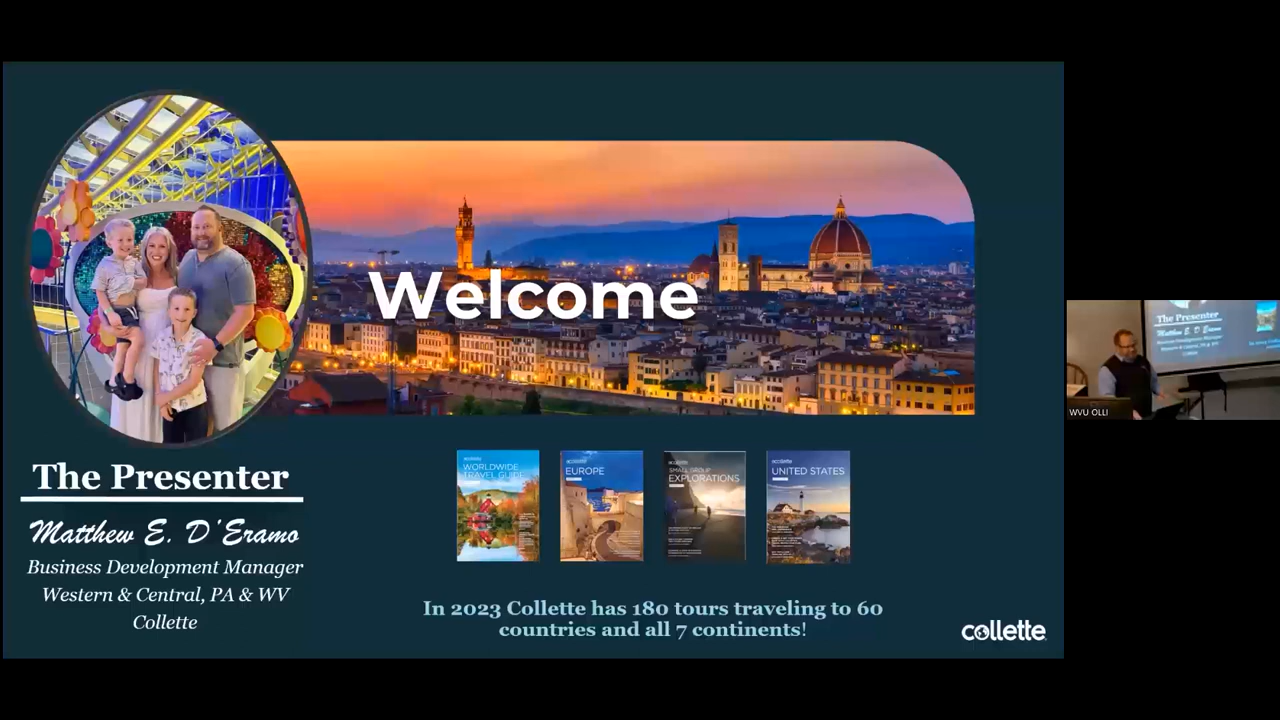 Welcome
The Presenter
Matthew E. D'Eramo
Business Development Manager
Western & Central, PA & WV
Collette
WORLDWIDE
TRAVEL GUIDE
EUROPE
SMALL GROUP
EXPLORATIONS
UNITED STATES
In 2023 Collette has 180 tours traveling to 60
countries and all 7 continents!
collette
The Presenter
Matthew E. D'Eramo
WVU OLLI